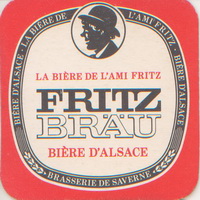 BIÈRE D'ALSACE - LA BIÈRE DE L'AMI FRITZ - BIÈRE D'ALSACE
LA BIÈRE DE L'AMI FRITZ
FRITZ
BRÄU
BIÈRE D'ALSACE
BRASSERIE DE SAVERNE